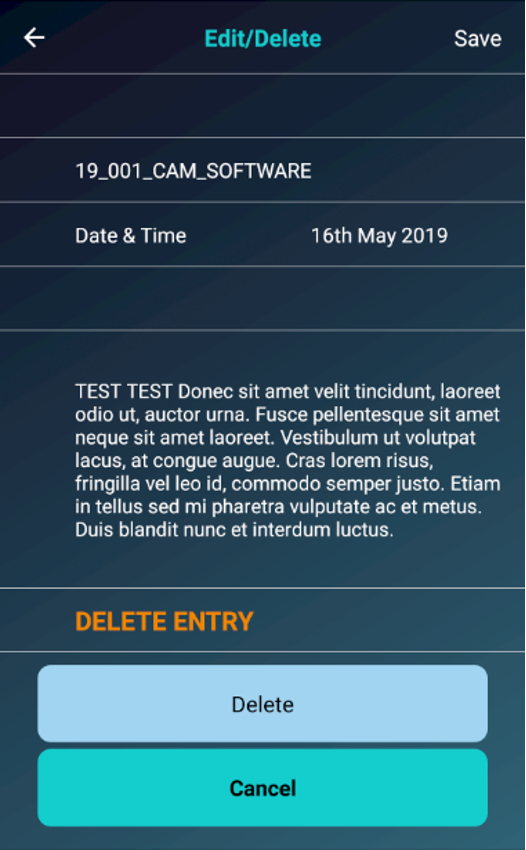 Edit/Delete Save
19_001_CAM_SOFTWARE
Date & Time 16th May 2019
TEST TEST Donec sit amet velit tincidunt, laoreet
odio ut, auctor urna. Fusce pellentesque sit amet
neque sit amet laoreet. Vestibulum ut volutpat
lacus, at congue augue. Cras lorem risus,
fringilla vel leo id, commodo semper justo. Etiam
in tellus sed mi pharetra vulputate ac et metus.
Duis blandit nunc et interdum luctus.
DELETE ENTRY
Delete
Cancel